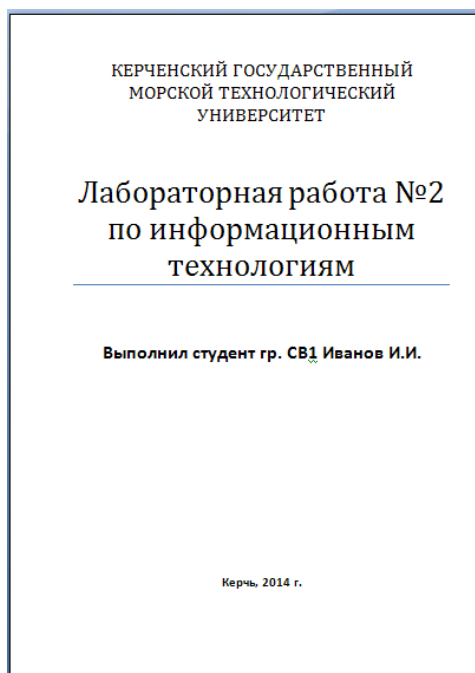 КЕРЧЕНСКИЙ ГОСУДАРСТВЕННЫЙ
МОРСКОЙ ТЕХНОЛОГИЧЕСКИЙ
УНИВЕРСИТЕТ
Лабораторная работа №2
по информационным
технологиям
Выполнил студент гр. СВ1 Иванов И.И.
Керчь, 2014 г.